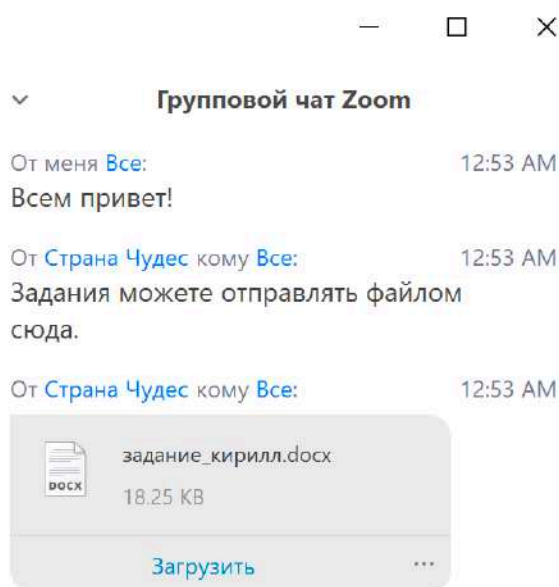 Групповой чат Zoom
От меня Все: 12:53 AM
Всем привет!
От Страна Чудес кому Все: 12:53 AM
Задания можете отправлять файлом
сюда.
От Страна Чудес кому Все: 12:53 AM
задание_кирилл.docx
DOCX
18.25 KB
Загрузить